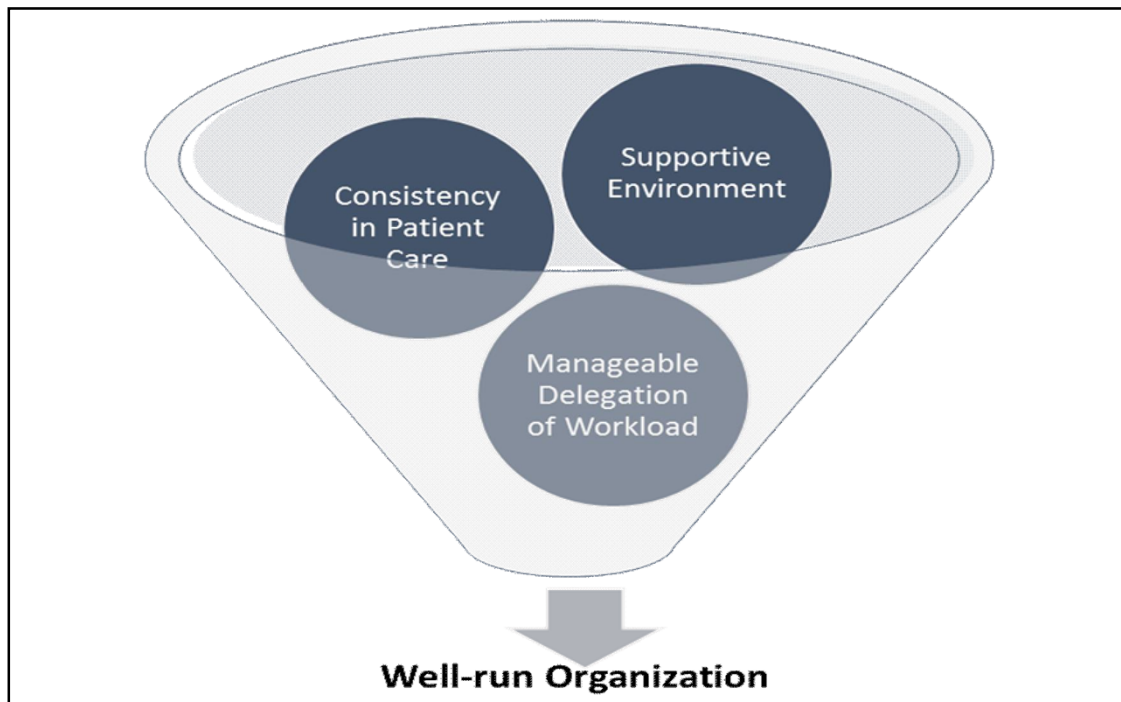 Consistency
in Patient
Care
Supportive
Environment
Manageable
Delegation
of Workload
Well-run Organization